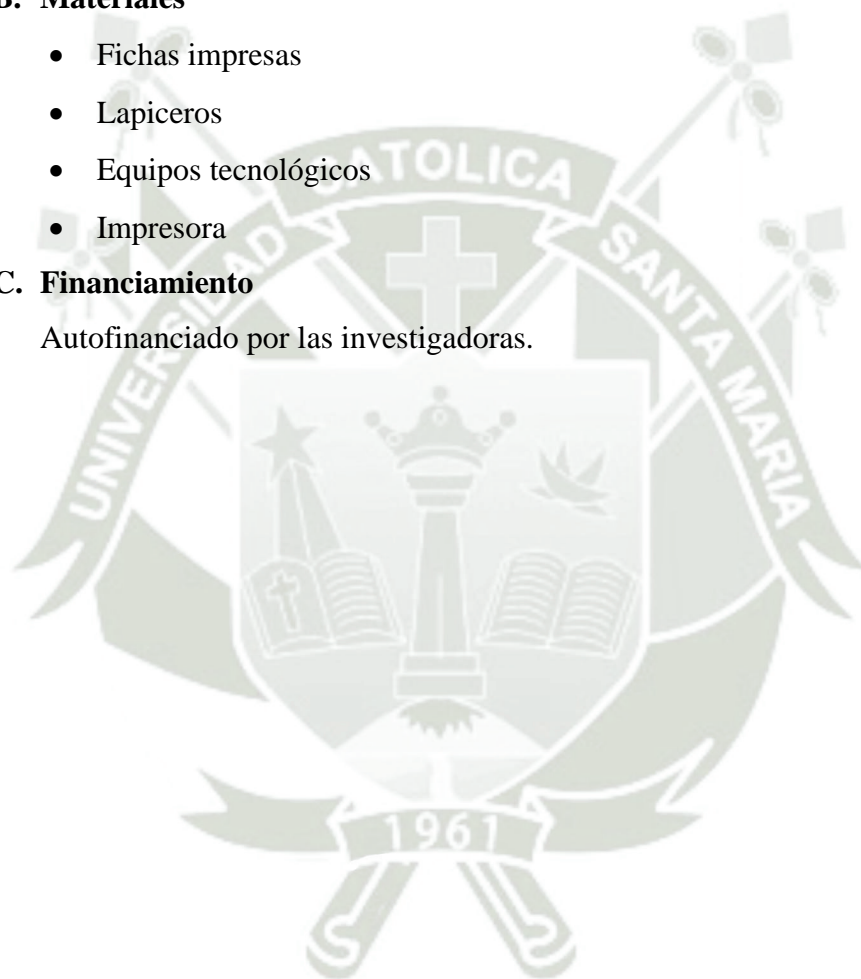 B. Materiales
• Fichas impresas
• Lapiceros
• Equipos tecnológicos
• Impresora
C. Financiamiento
Autofinanciado por las investigadoras.
UNIVERSIDAD CATOLICA SANTA MARIA
1961